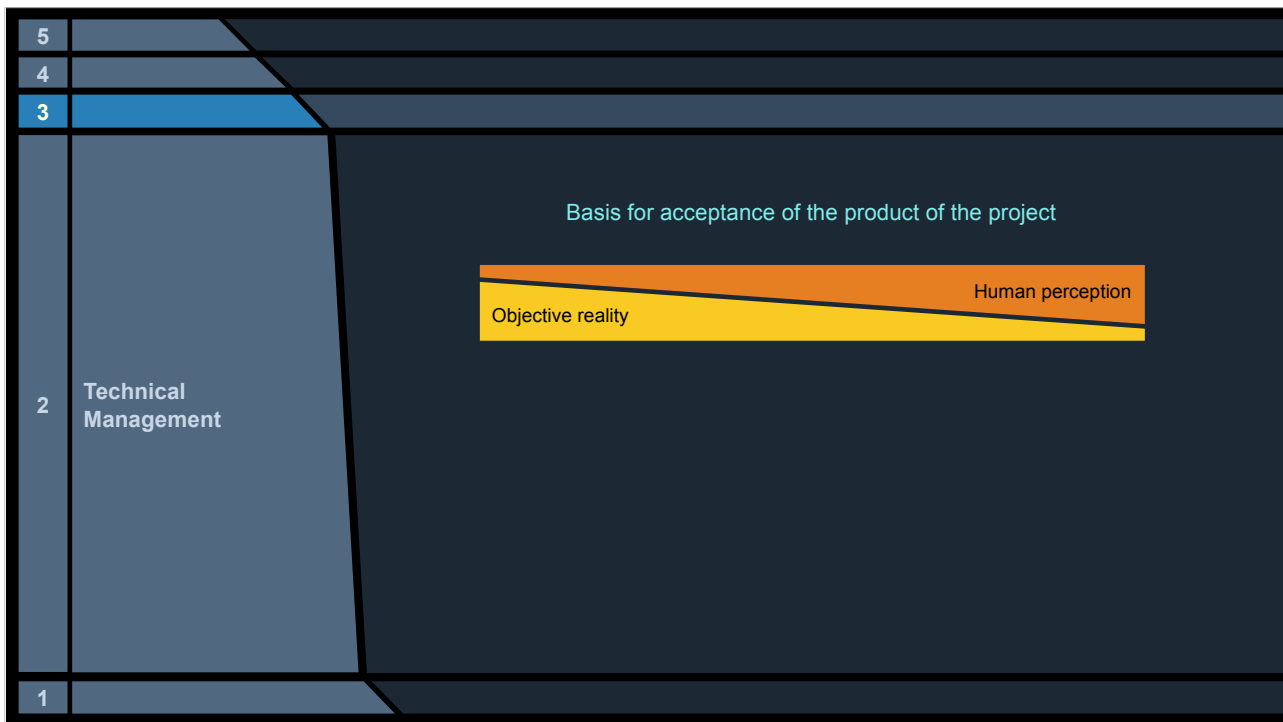 5
4
3
Basis for acceptance of the product of the project
Human perception
Objective reality
2
Technical
Management
1